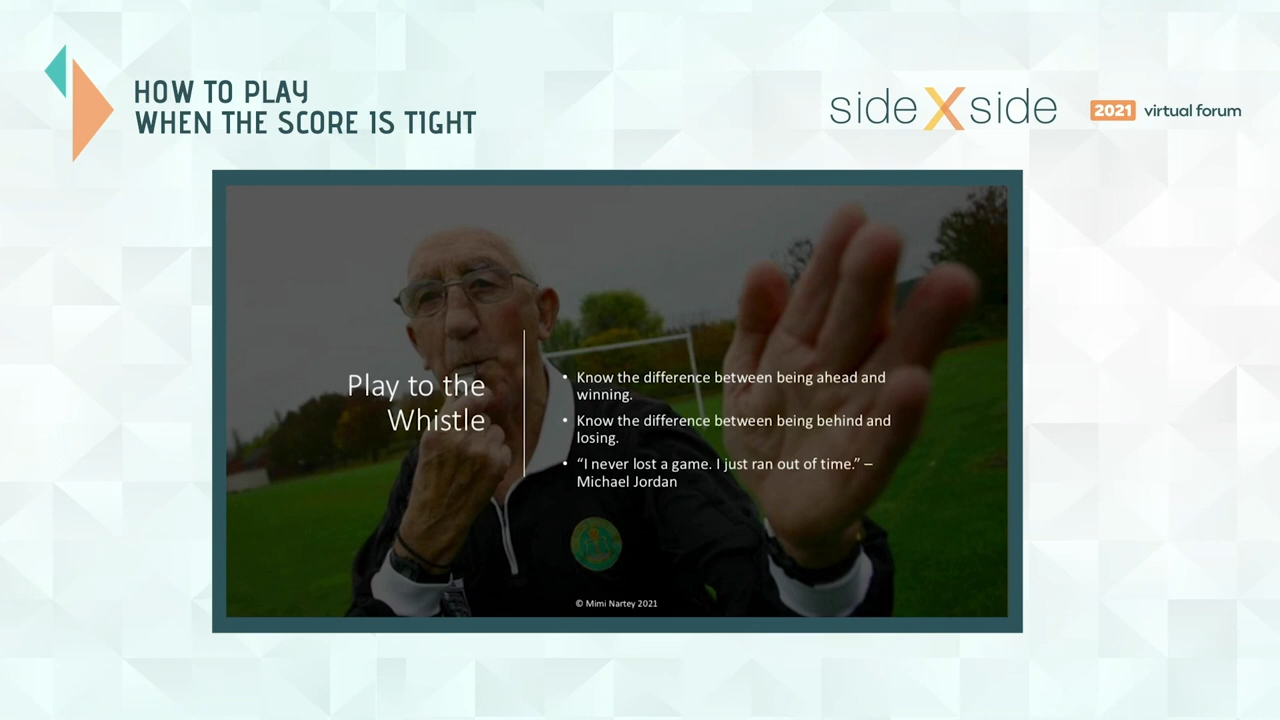 HOW TO PLAY
WHEN THE SCORE IS TIGHT
side X side
2021 virtual forum
Play to the
Whistle
• Know the difference between being ahead and
winning.
• Know the difference between being behind and
losing.
• “I never lost a game. I just ran out of time.” –
Michael Jordan
© Mimi Nartey 2021